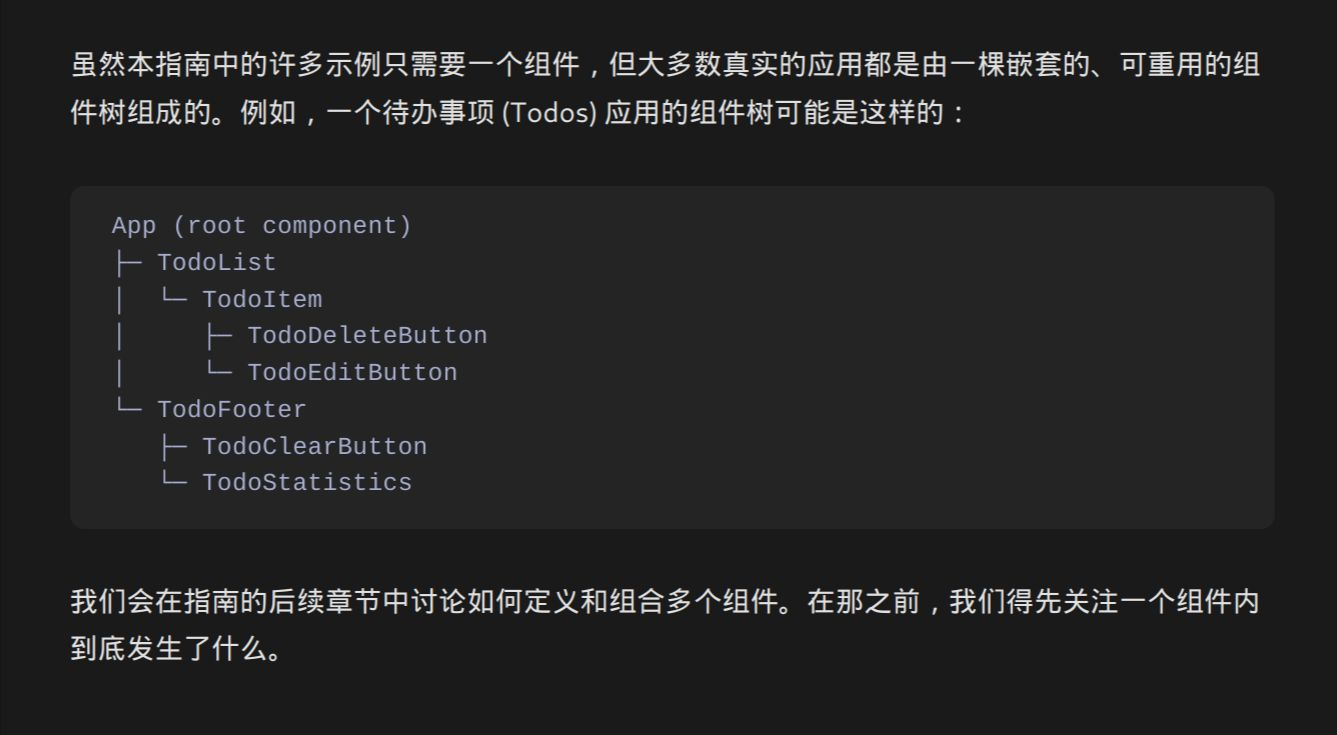 虽然本指南中的许多示例只需要一个组件，但大多数真实的应用都是由一棵嵌套的、可重用的组
件树组成的。例如，一个待办事项 (Todos) 应用的组件树可能是这样的：
App (root component)
├─ TodoList
│  └─ TodoItem
│     ├─ TodoDeleteButton
│     └─ TodoEditButton
└─ TodoFooter
   ├─ TodoClearButton
   └─ TodoStatistics
我们会在指南的后续章节中讨论如何定义和组合多个组件。在那之前，我们得先关注一个组件内
到底发生了什么。